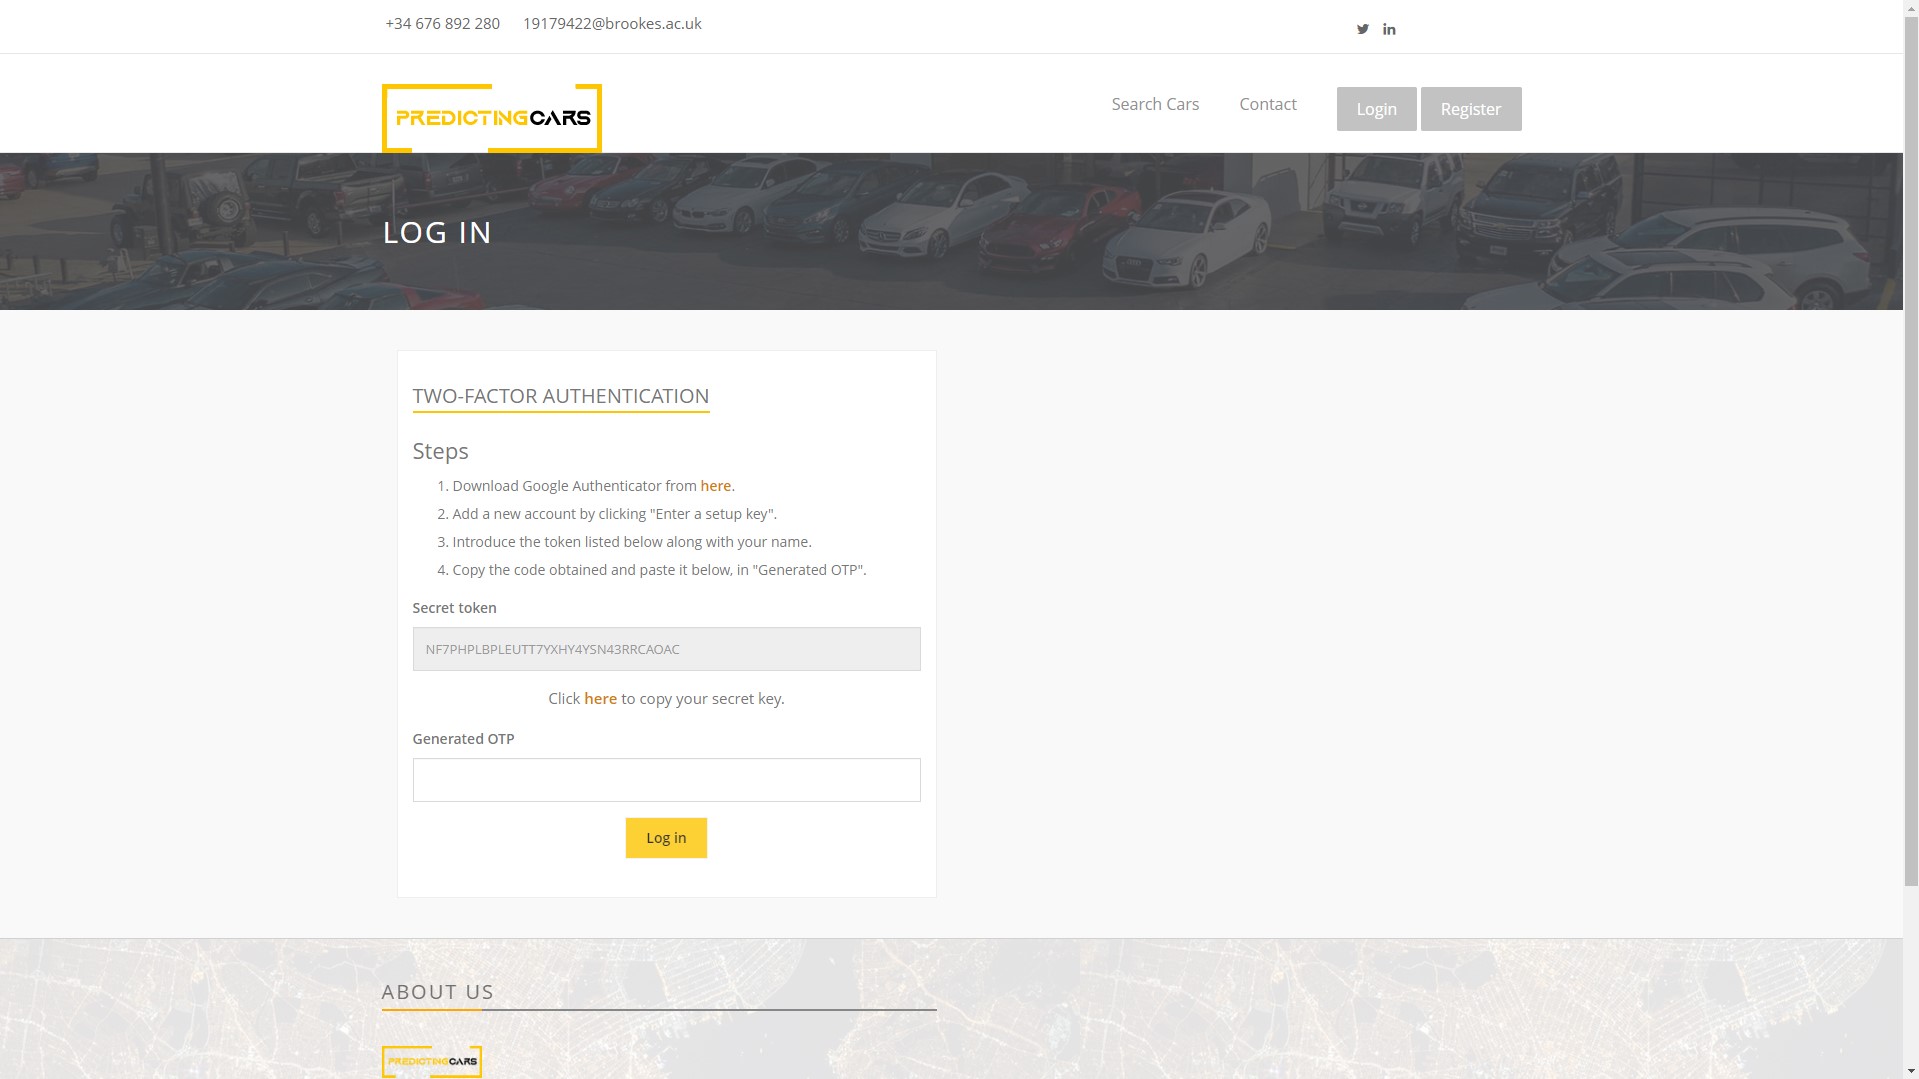 +34 676 892 280 19179422@brookes.ac.uk
PREDICTINGCARS
Search Cars Contact Login Register
LOG IN
TWO-FACTOR AUTHENTICATION
Steps
1. Download Google Authenticator from here.
2. Add a new account by clicking "Enter a setup key".
3. Introduce the token listed below along with your name.
4. Copy the code obtained and paste it below, in "Generated OTP".
Secret token
NF7PHPLBPLEUTT7YXHY4YSN43RRCAOAC
Click here to copy your secret key.
Generated OTP
Log in
ABOUT US
PREDICTINGCARS